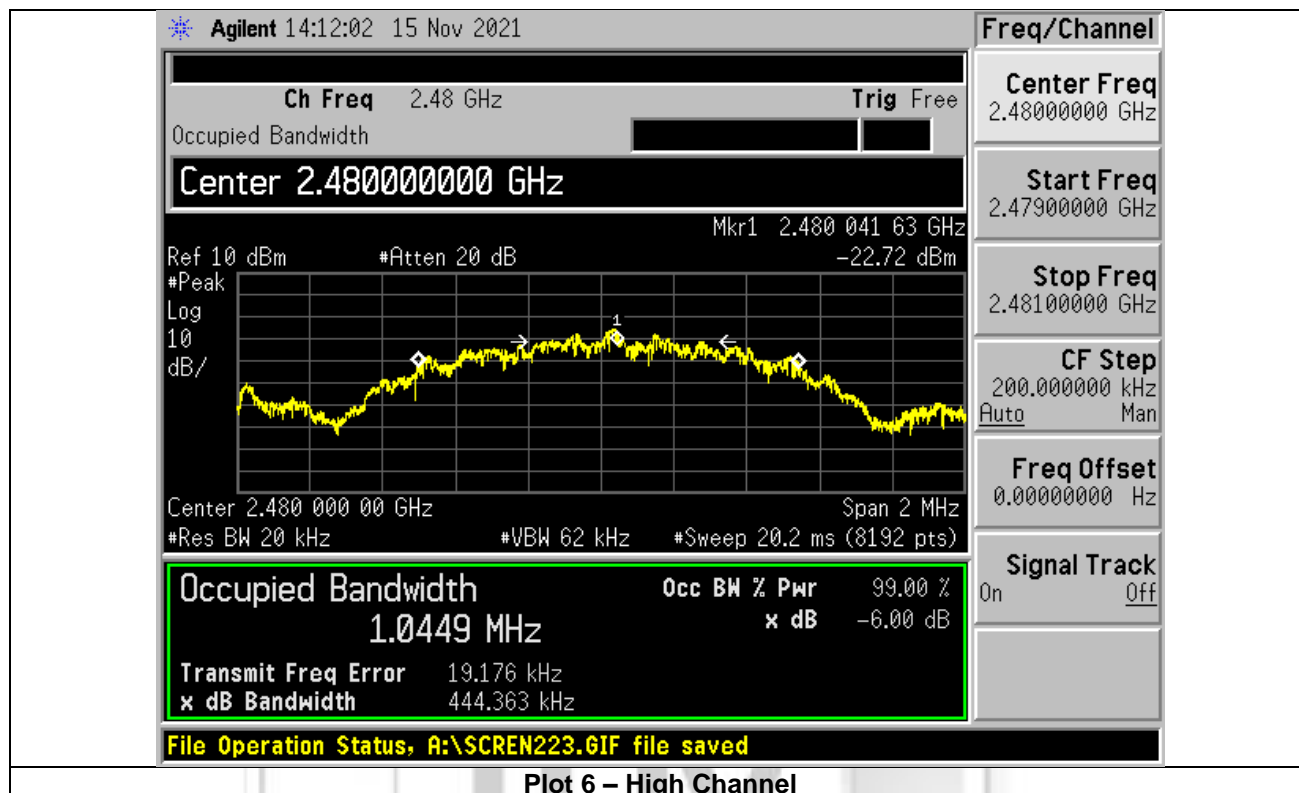 Agilent 14:12:02 15 Nov 2021
Freq/Channel
Ch Freq 2.48 GHz
Trig Free
Occupied Bandwidth
Center 2.480000000 GHz
Mkr1 2.480 041 63 GHz
Ref 10 dBm #Atten 20 dB -22.72 dBm
#Peak
Log
10
dB/
1
Center 2.480 000 00 GHz Span 2 MHz
#Res BW 20 kHz #VBW 62 kHz #Sweep 20.2 ms (8192 pts)
Occupied Bandwidth
1.0449 MHz
Occ BW % Pwr 99.00 %
x dB -6.00 dB
Transmit Freq Error 19.176 kHz
x dB Bandwidth 444.363 kHz
File Operation Status, A:\SCREN223.GIF file saved
Center Freq
2.48000000 GHz
Start Freq
2.47900000 GHz
Stop Freq
2.48100000 GHz
CF Step
200.000000 kHz
Auto Man
Freq Offset
0.00000000 Hz
Signal Track
On Off
Plot 6 – High Channel